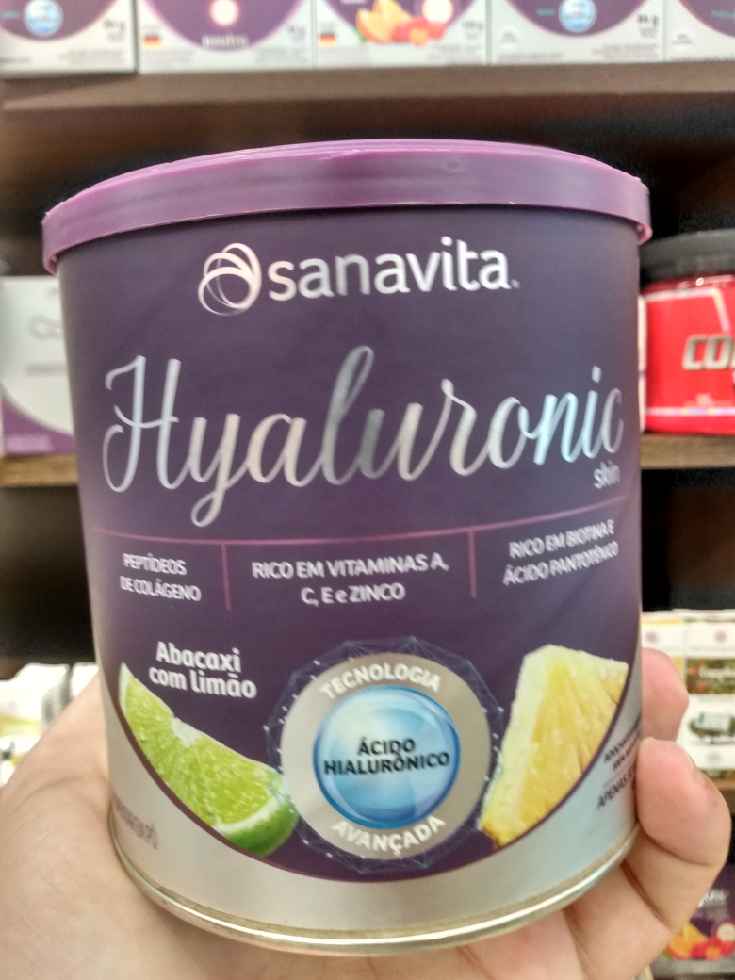 sanavita
Hyaluronic
skin
PEPTÍDEOS
DE COLÁGENO
RICO EM VITAMINAS A,
C, E e ZINCO
RICO EM BIOTINA E
ÁCIDO PANTOTÊNICO
Abacaxi
com limão
TECNOLOGIA
ÁCIDO
HIALURÔNICO
AVANÇADA